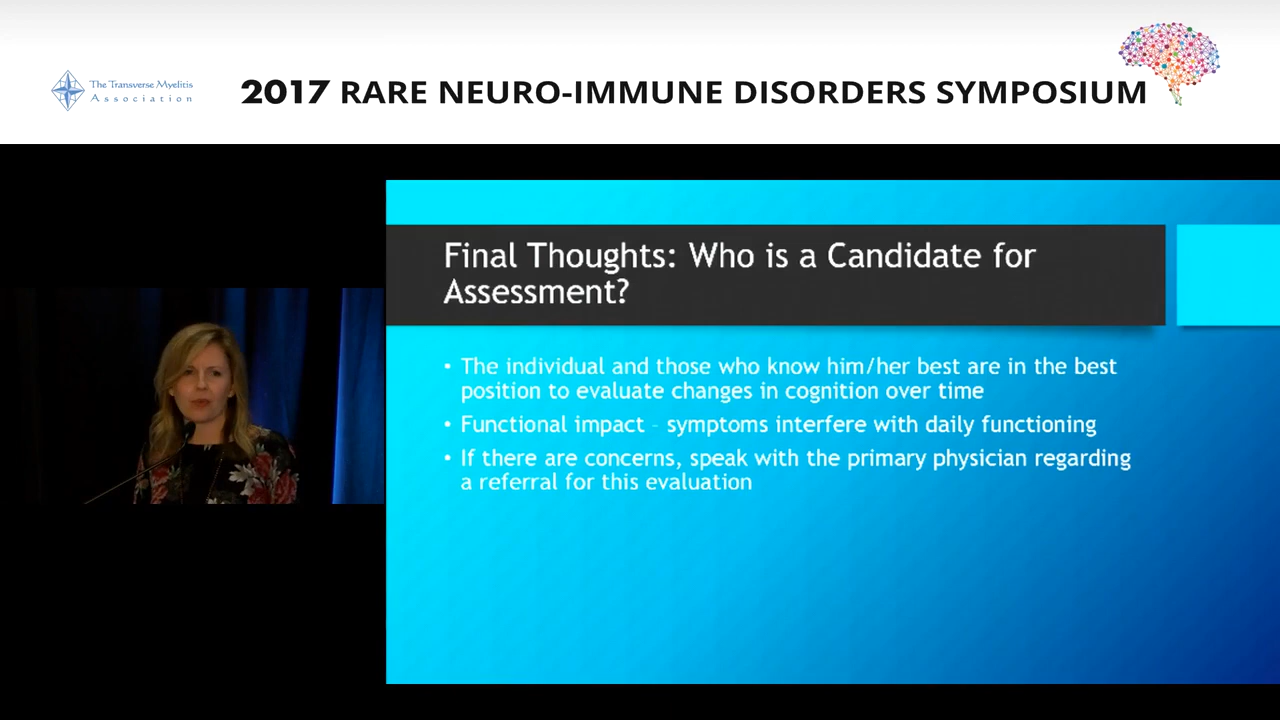 The Transverse Myelitis
Association
2017 RARE NEURO-IMMUNE DISORDERS SYMPOSIUM
Final Thoughts: Who is a Candidate for
Assessment?
• The individual and those who know him/her best are in the best
position to evaluate changes in cognition over time
• Functional impact – symptoms interfere with daily functioning
• If there are concerns, speak with the primary physician regarding
a referral for this evaluation